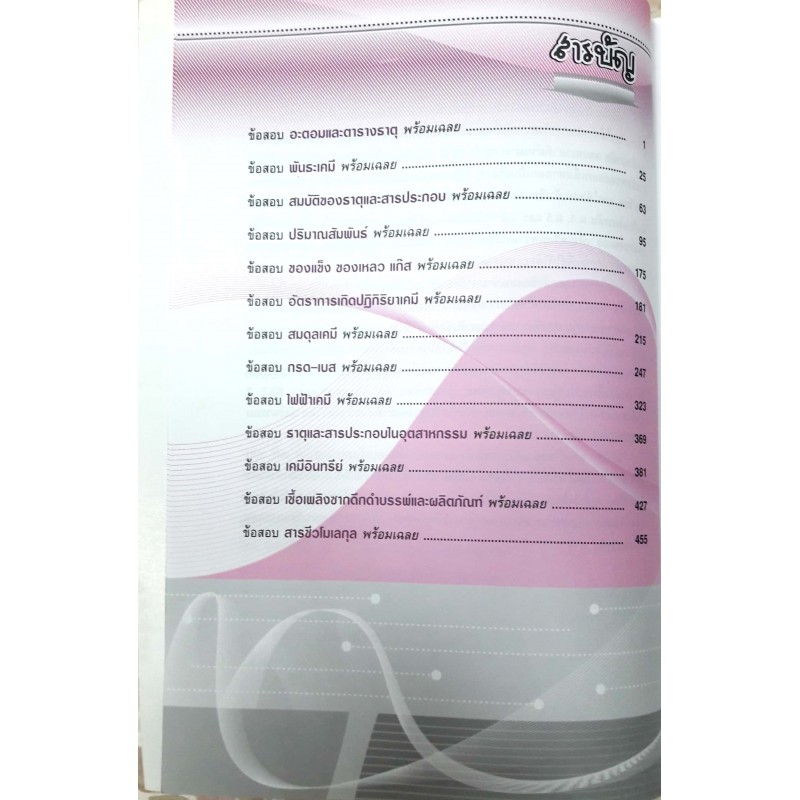 สารบัญ
ข้อสอบ อะตอมและตารางธาตุ พร้อมเฉลย ........................................ 1
ข้อสอบ พันธะเคมี พร้อมเฉลย ........................................ 25
ข้อสอบ สมบัติของธาตุและสารประกอบ พร้อมเฉลย ........................................ 63
ข้อสอบ ปริมาณสัมพันธ์ พร้อมเฉลย ........................................ 95
ข้อสอบ ของแข็ง ของเหลว แก๊ส พร้อมเฉลย ........................................ 175
ข้อสอบ อัตราการเกิดปฏิกิริยาเคมี พร้อมเฉลย ........................................ 181
ข้อสอบ สมดุลเคมี พร้อมเฉลย ........................................ 215
ข้อสอบ กรด-เบส พร้อมเฉลย ........................................ 247
ข้อสอบ ไฟฟ้าเคมี พร้อมเฉลย ........................................ 323
ข้อสอบ ธาตุและสารประกอบในอุตสาหกรรม พร้อมเฉลย ........................................ 369
ข้อสอบ เคมีอินทรีย์ พร้อมเฉลย ........................................ 381
ข้อสอบ เชื้อเพลิงซากดึกดำบรรพ์และผลิตภัณฑ์ พร้อมเฉลย ........................................ 427
ข้อสอบ สารชีวโมเลกุล พร้อมเฉลย ........................................ 455